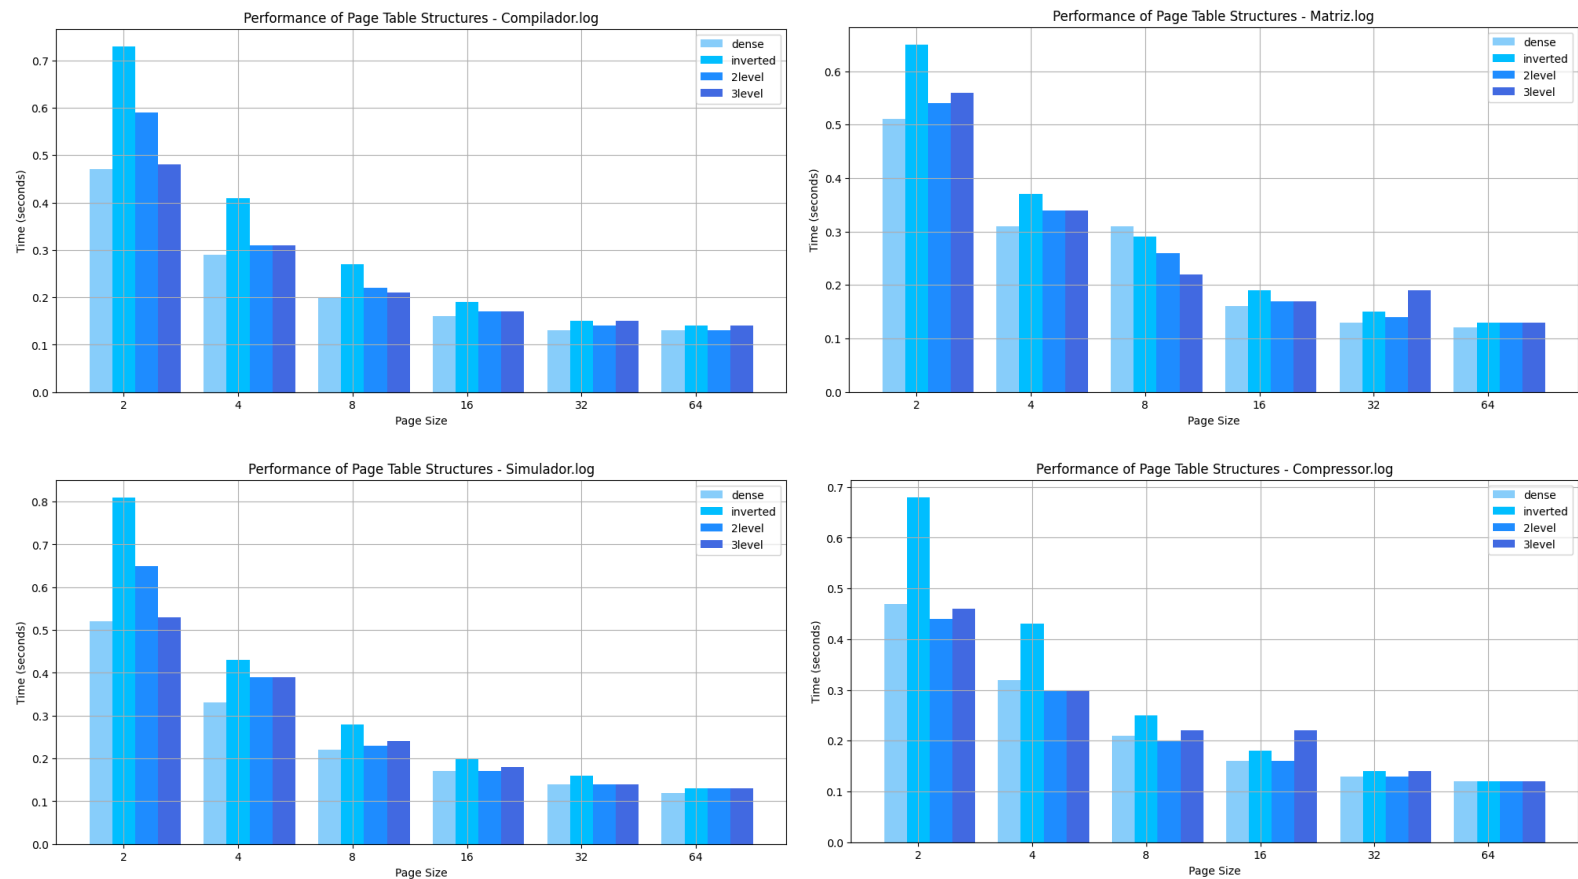 Performance of Page Table Structures - Compilador.log
Time (seconds)
0.7
0.6
0.5
0.4
0.3
0.2
0.1
0.0
dense
inverted
2level
3level
2 4 8 16 32 64
Page Size
Performance of Page Table Structures - Matriz.log
Time (seconds)
0.6
0.5
0.4
0.3
0.2
0.1
0.0
dense
inverted
2level
3level
2 4 8 16 32 64
Page Size
Performance of Page Table Structures - Simulador.log
Time (seconds)
0.8
0.7
0.6
0.5
0.4
0.3
0.2
0.1
0.0
dense
inverted
2level
3level
2 4 8 16 32 64
Page Size
Performance of Page Table Structures - Compressor.log
Time (seconds)
0.7
0.6
0.5
0.4
0.3
0.2
0.1
0.0
dense
inverted
2level
3level
2 4 8 16 32 64
Page Size